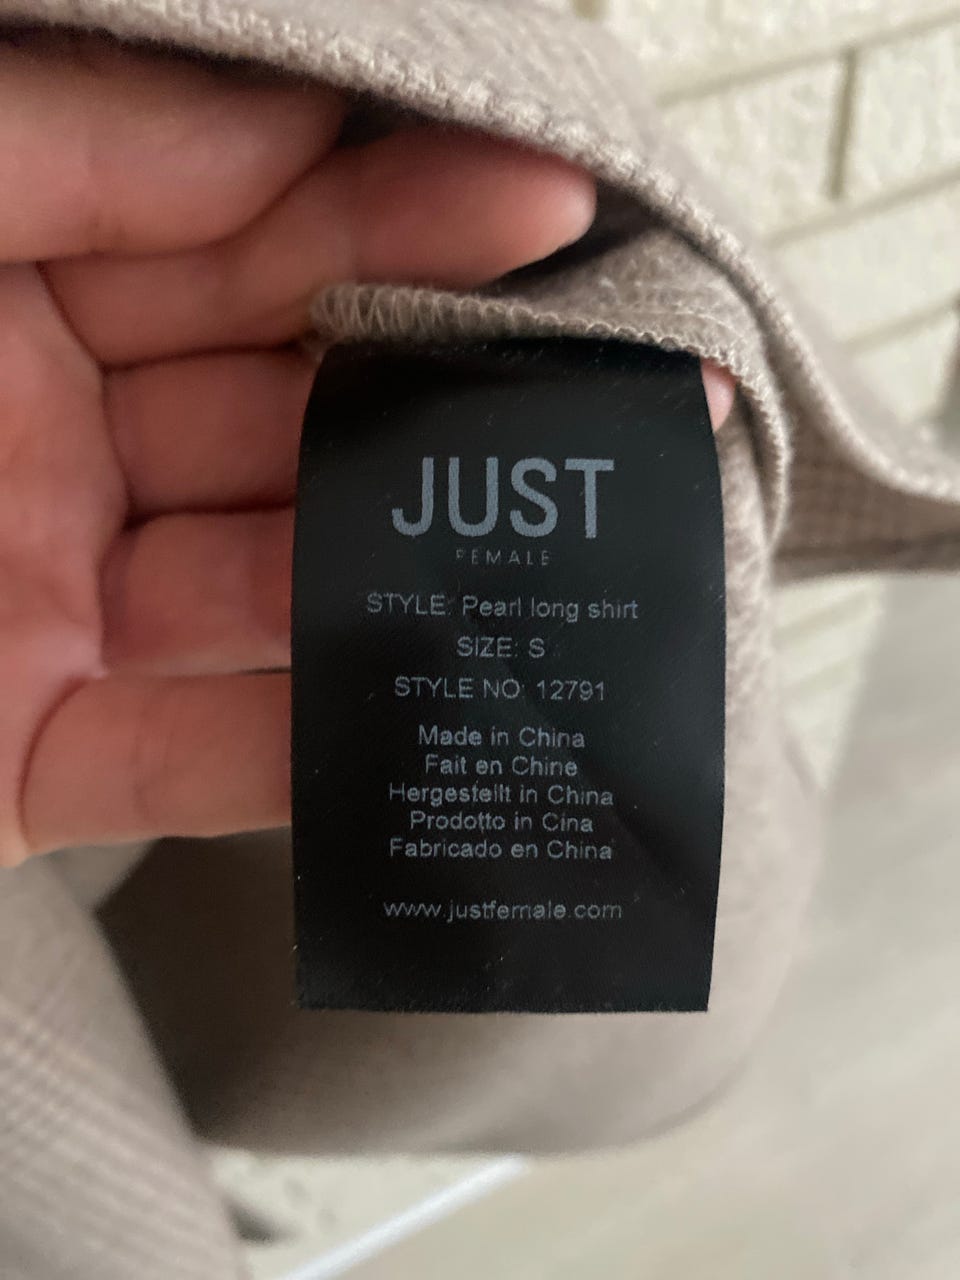 JUST
FEMALE
STYLE: Pearl long shirt
SIZE: S
STYLE NO: 12791
Made in China
Fait en Chine
Hergestellt in China
Prodotto in Cina
Fabricado en China
www.justfemale.com